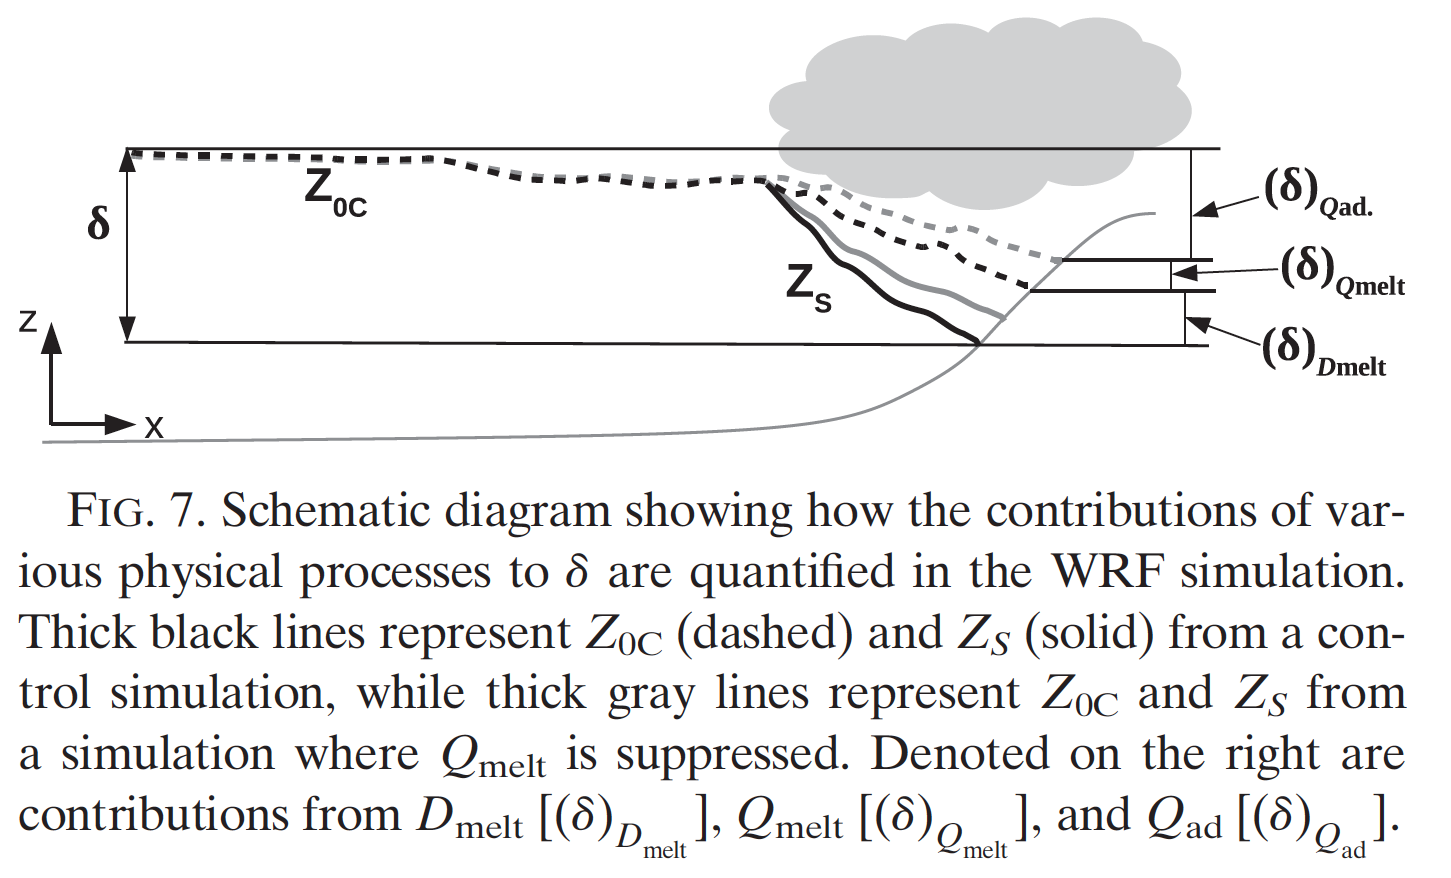 (δ)Qad.
Z0C
δ
(δ)Qmelt
ZS
z
(δ)Dmelt
x
FIG. 7. Schematic diagram showing how the contributions of var-
ious physical processes to δ are quantified in the WRF simulation.
Thick black lines represent Z0C (dashed) and ZS (solid) from a con-
trol simulation, while thick gray lines represent Z0C and ZS from
a simulation where Qmelt is suppressed. Denoted on the right are
contributions from Dmelt [(δ)Dmelt], Qmelt [(δ)Qmelt], and Qad [(δ)Qad].